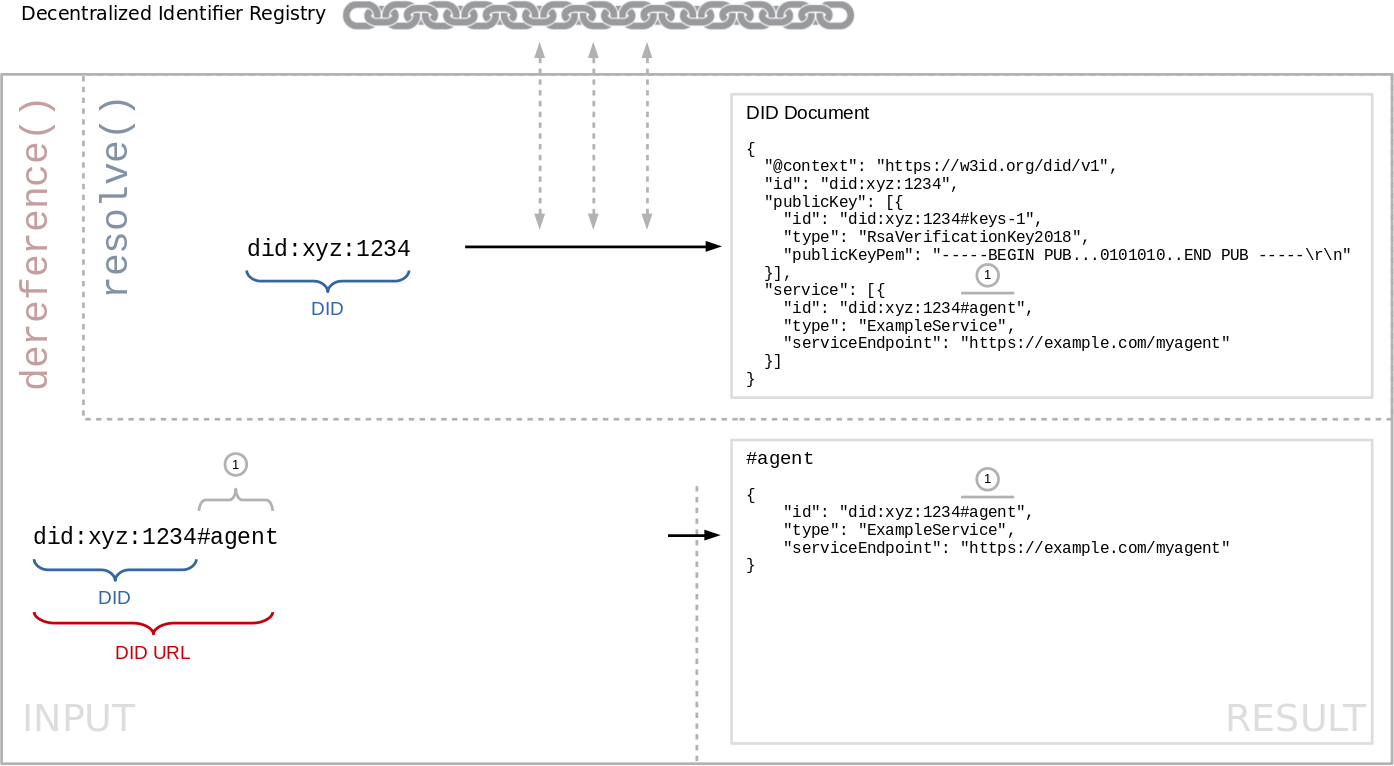 Decentralized Identifier Registry
dereference()
resolve()
did:xyz:1234
DID
DID Document
{
  "@context": "https://w3id.org/did/v1",
  "id": "did:xyz:1234",
  "publicKey": [{
    "id": "did:xyz:1234#keys-1",
    "type": "RsaVerificationKey2018",
    "publicKeyPem": "-----BEGIN PUB...0101010..END PUB -----\r\n"
  }],
1
  "service": [{
    "id": "did:xyz:1234#agent",
    "type": "ExampleService",
    "serviceEndpoint": "https://example.com/myagent"
  }]
}
1
did:xyz:1234#agent
DID
DID URL
INPUT
#agent
1
{
    "id": "did:xyz:1234#agent",
    "type": "ExampleService",
    "serviceEndpoint": "https://example.com/myagent"
}
RESULT